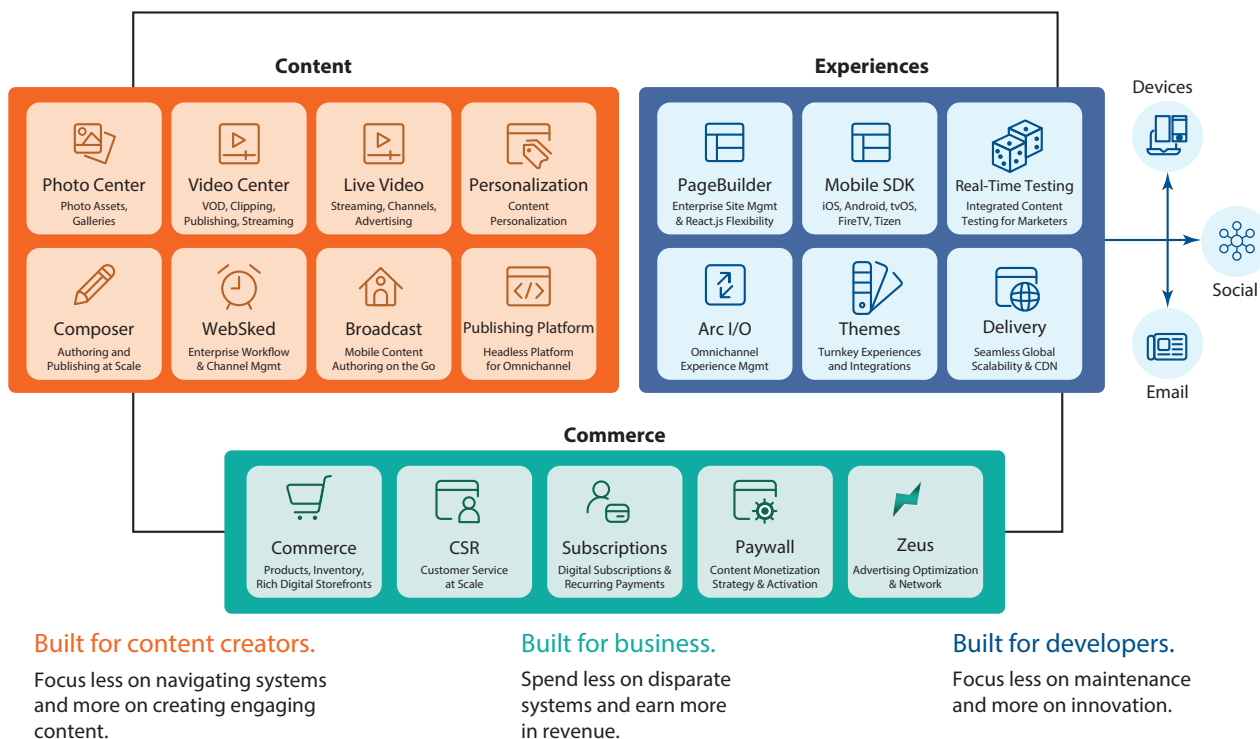 Content
Photo Center
Photo Assets,
Galleries
Video Center
VOD, Clipping,
Publishing, Streaming
Live Video
Streaming, Channels,
Advertising
Personalization
Content
Personalization
Composer
Authoring and
Publishing at Scale
WebSked
Enterprise Workflow
& Channel Mgmt
Broadcast
Mobile Content
Authoring on the Go
Publishing Platform
Headless Platform
for Omnichannel
Experiences
PageBuilder
Enterprise Site Mgmt
& React.js Flexibility
Mobile SDK
iOS, Android, tvOS,
FireTV, Tizen
Real-Time Testing
Integrated Content
Testing for Marketers
Arc I/O
Omnichannel
Experience Mgmt
Themes
Turnkey Experiences
and Integrations
Delivery
Seamless Global
Scalability & CDN
Devices
Social
Email
Commerce
Commerce
Products, Inventory,
Rich Digital Storefronts
CSR
Customer Service
at Scale
Subscriptions
Digital Subscriptions &
Recurring Payments
Paywall
Content Monetization
Strategy & Activation
Zeus
Advertising Optimization
& Network
Built for content creators.
Focus less on navigating systems
and more on creating engaging
content.
Built for business.
Spend less on disparate
systems and earn more
in revenue.
Built for developers.
Focus less on maintenance
and more on innovation.